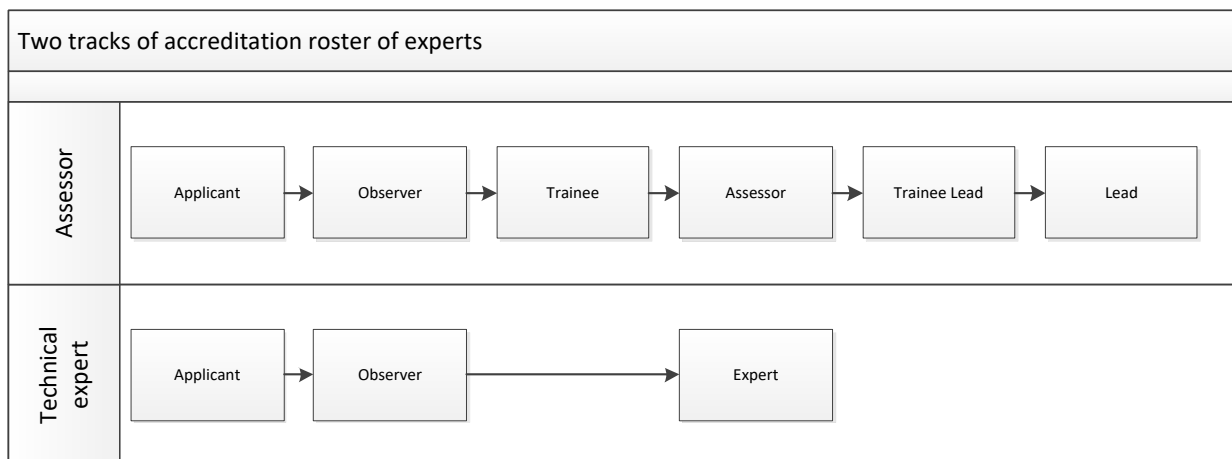 Two tracks of accreditation roster of experts
Assessor
Applicant
Observer
Trainee
Assessor
Trainee Lead
Lead
Technical
expert
Applicant
Observer
Expert